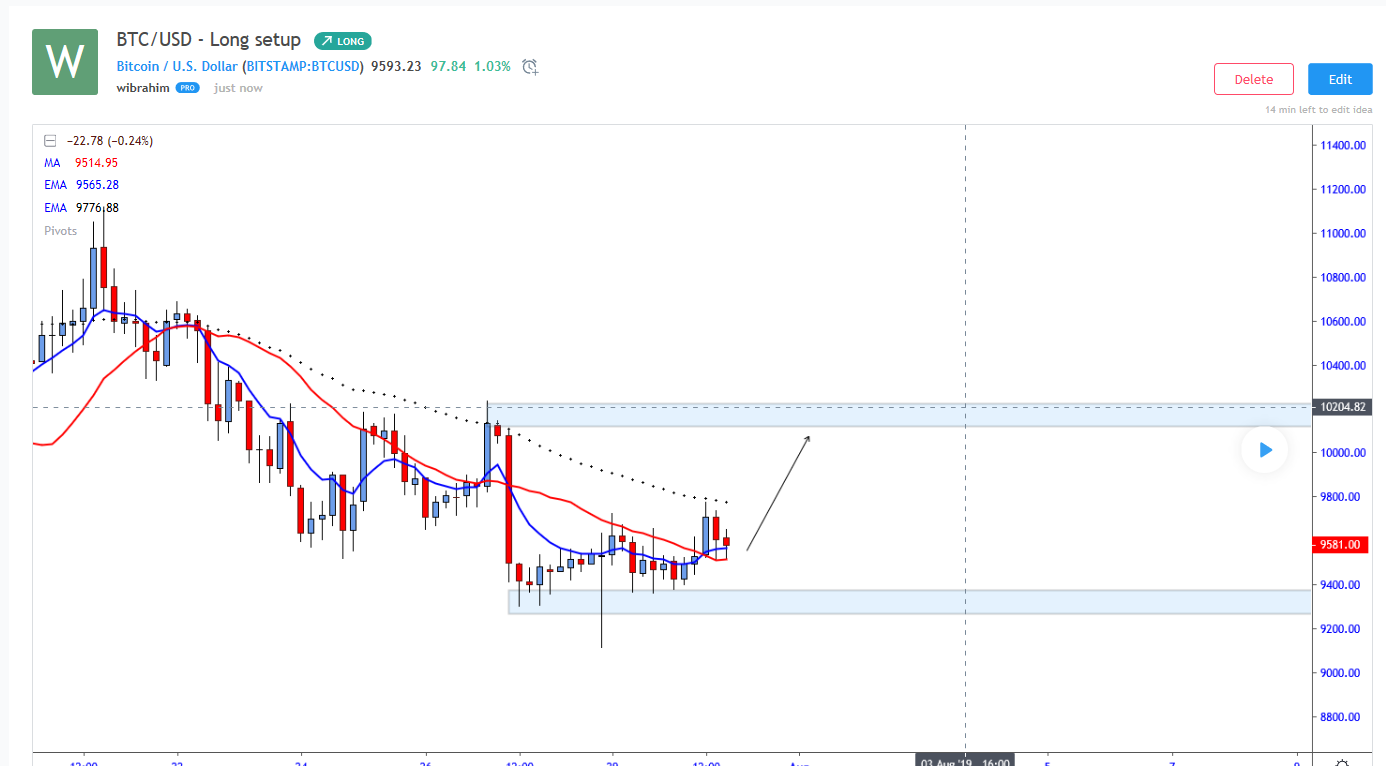 W
BTC/USD - Long setup LONG
Bitcoin / U.S. Dollar (BITSTAMP:BTCUSD) 9593.23 97.84 1.03%
wibrahim PRO just now
Delete Edit
14 min left to edit idea
−22.78 (−0.24%)
MA 9514.95
EMA 9565.28
EMA 9776.88
Pivots
11400.00
11200.00
11000.00
10800.00
10600.00
10400.00
10204.82
10000.00
9800.00
9581.00
9400.00
9200.00
9000.00
8800.00
03 Aug '19 16:00